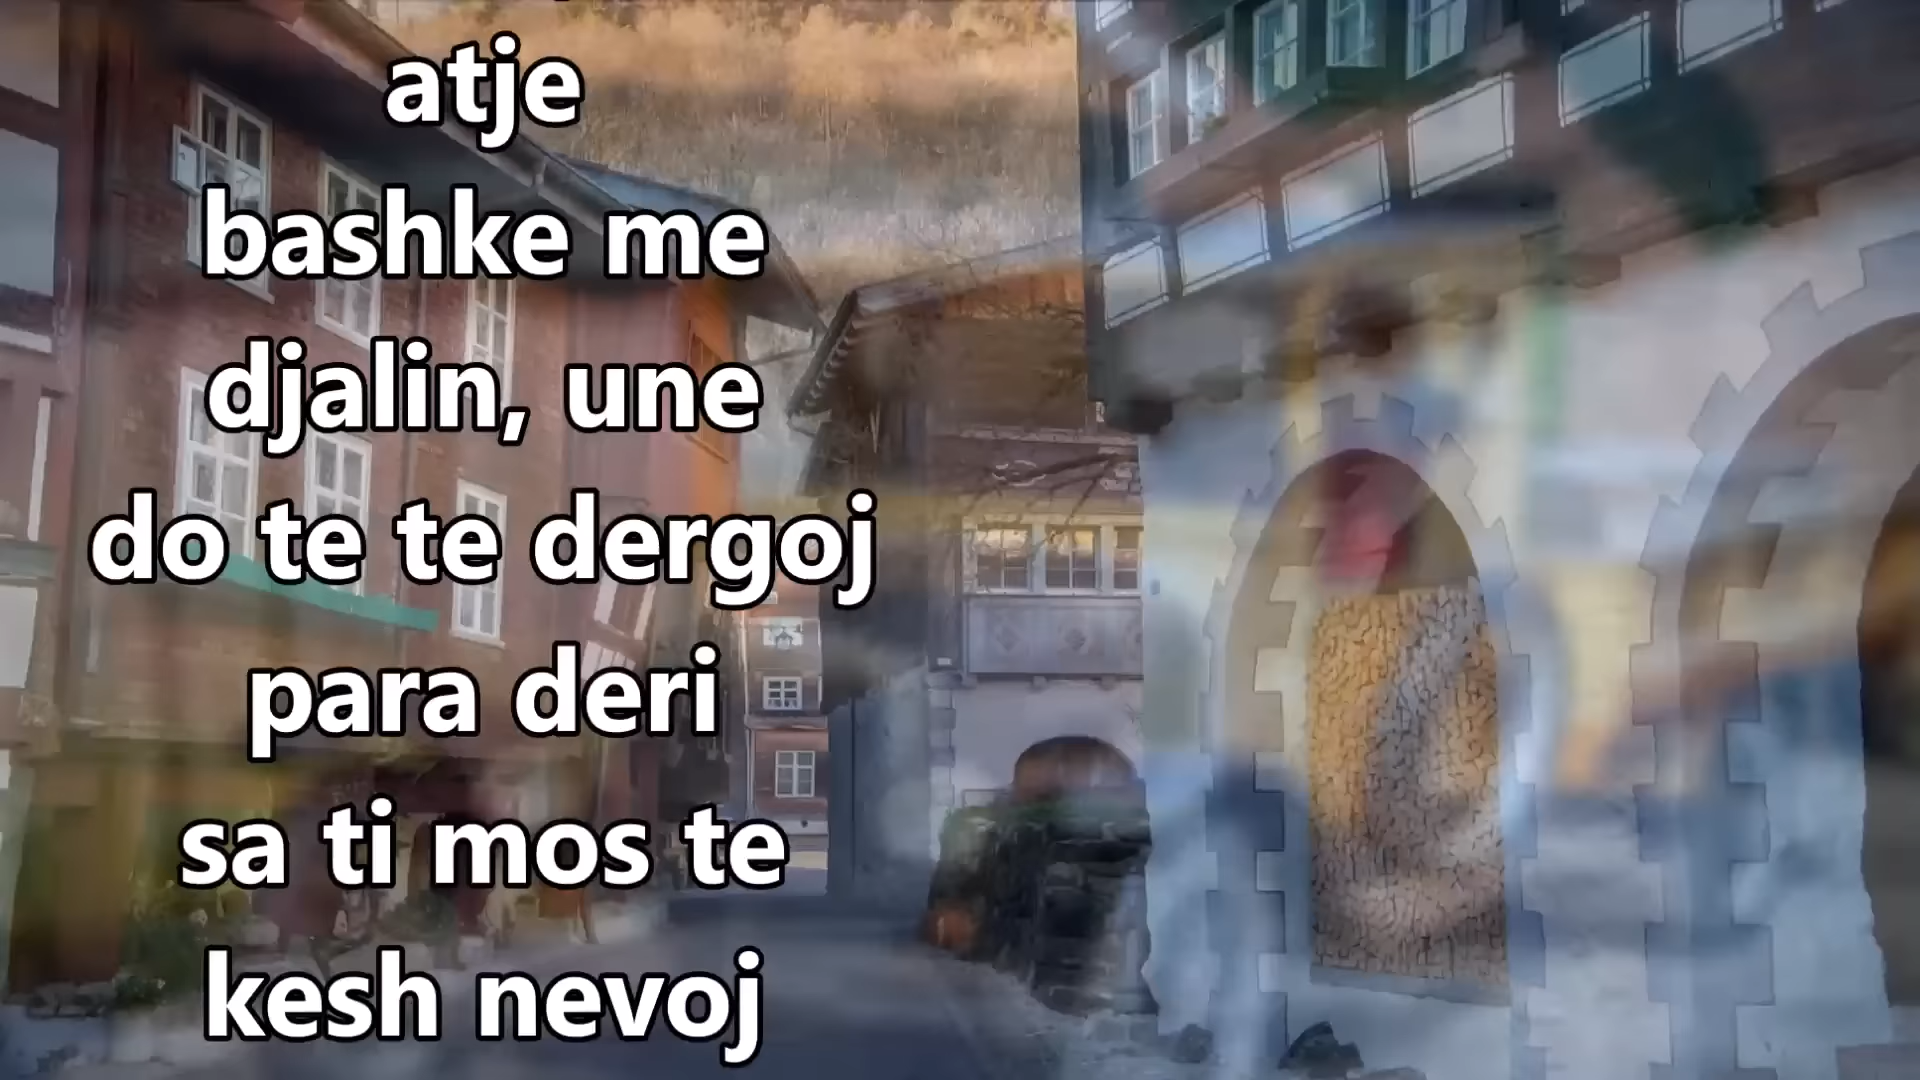 atje
bashke me
djalin, une
do te te dergoj
para deri
sa ti mos te
kesh nevoj